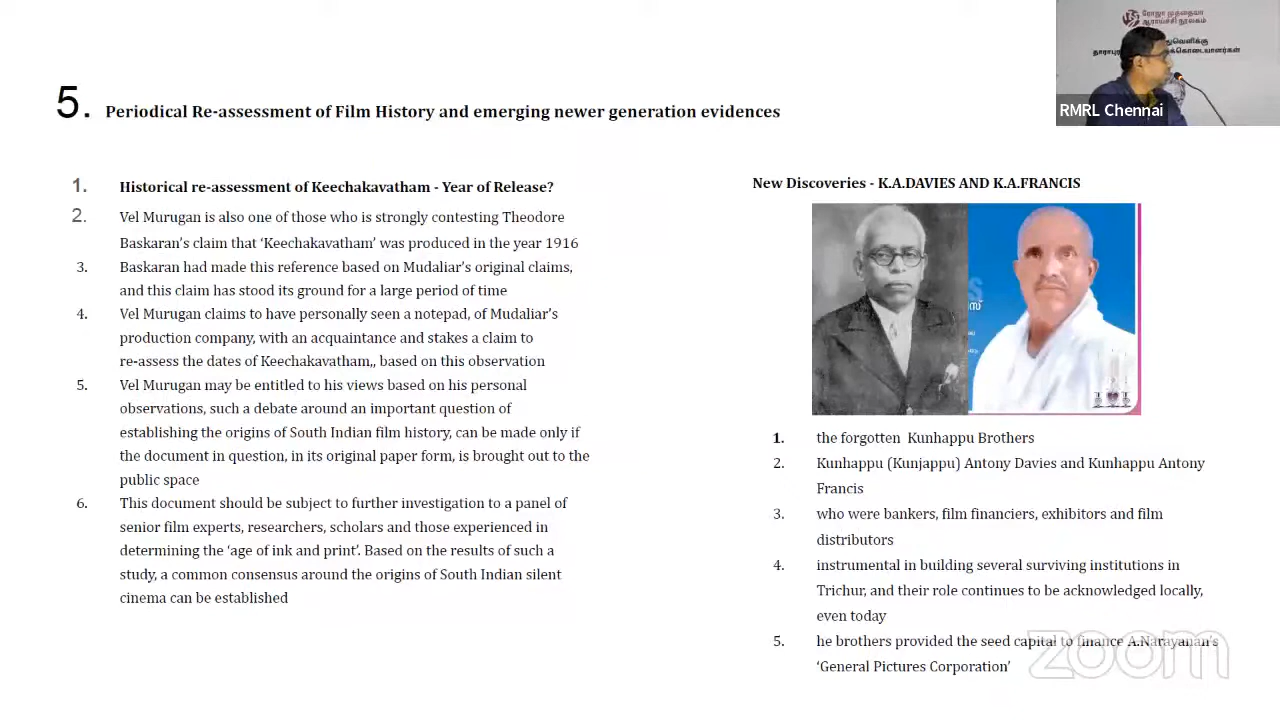 5. Periodical Re-assessment of Film History and emerging newer generation evidences
1. Historical re-assessment of Keechakavatham - Year of Release?
2. Vel Murugan is also one of those who is strongly contesting Theodore
Baskaran's claim that 'Keechakavatham' was produced in the year 1916
3. Baskaran had made this reference based on Mudaliar's original claims,
and this claim has stood its ground for a large period of time
4. Vel Murugan claims to have personally seen a notepad, of Mudaliar's
production company, with an acquaintance and stakes a claim to
re-assess the dates of Keechakavatham,, based on this observation
5. Vel Murugan may be entitled to his views based on his personal
observations, such a debate around an important question of
establishing the origins of South Indian film history, can be made only if
the document in question, in its original paper form, is brought out to the
public space
6. This document should be subject to further investigation to a panel of
senior film experts, researchers, scholars and those experienced in
determining the 'age of ink and print'. Based on the results of such a
study, a common consensus around the origins of South Indian silent
cinema can be established
New Discoveries - K.A.DAVIES AND K.A.FRANCIS
1. the forgotten Kunhappu Brothers
2. Kunhappu (Kunjappu) Antony Davies and Kunhappu Antony
Francis
3. who were bankers, film financiers, exhibitors and film
distributors
4. instrumental in building several surviving institutions in
Trichur, and their role continues to be acknowledged locally,
even today
5. he brothers provided the seed capital to finance A.Narayanan's
'General Pictures Corporation'
ரோஜா முத்தையா
ஆராய்ச்சி நூலகம்
RMRL Chennai
zoom